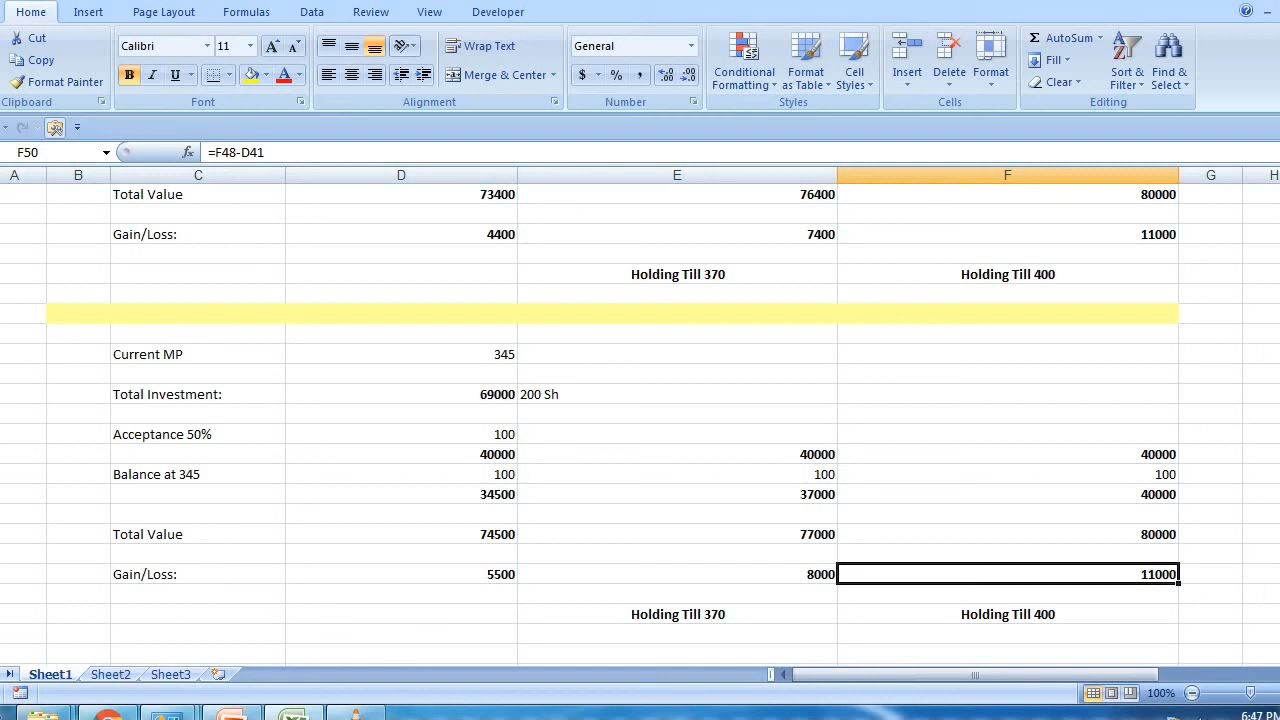 Home Insert Page Layout Formulas Data Review View Developer
Cut
Copy
Format Painter
Clipboard
Calibri 11 A A
B I U A
Font
Wrap Text
Merge & Center
Alignment
General
$ % ,
Number
Conditional Formatting
Format as Table
Cell Styles
Styles
Insert Delete Format
Cells
Σ AutoSum
Fill
Clear
Sort & Filter
Find & Select
Editing
F50 fx =F48-D41
A B C D E F G H
Total Value 73400 76400 80000
Gain/Loss: 4400 7400 11000
Holding Till 370 Holding Till 400
Current MP 345
Total Investment: 69000 200 Sh
Acceptance 50% 100
40000 40000 40000
Balance at 345 100 100 100
34500 37000 40000
Total Value 74500 77000 80000
Gain/Loss: 5500 8000 11000
Holding Till 370 Holding Till 400
Sheet1 Sheet2 Sheet3
100%
6:47 PM